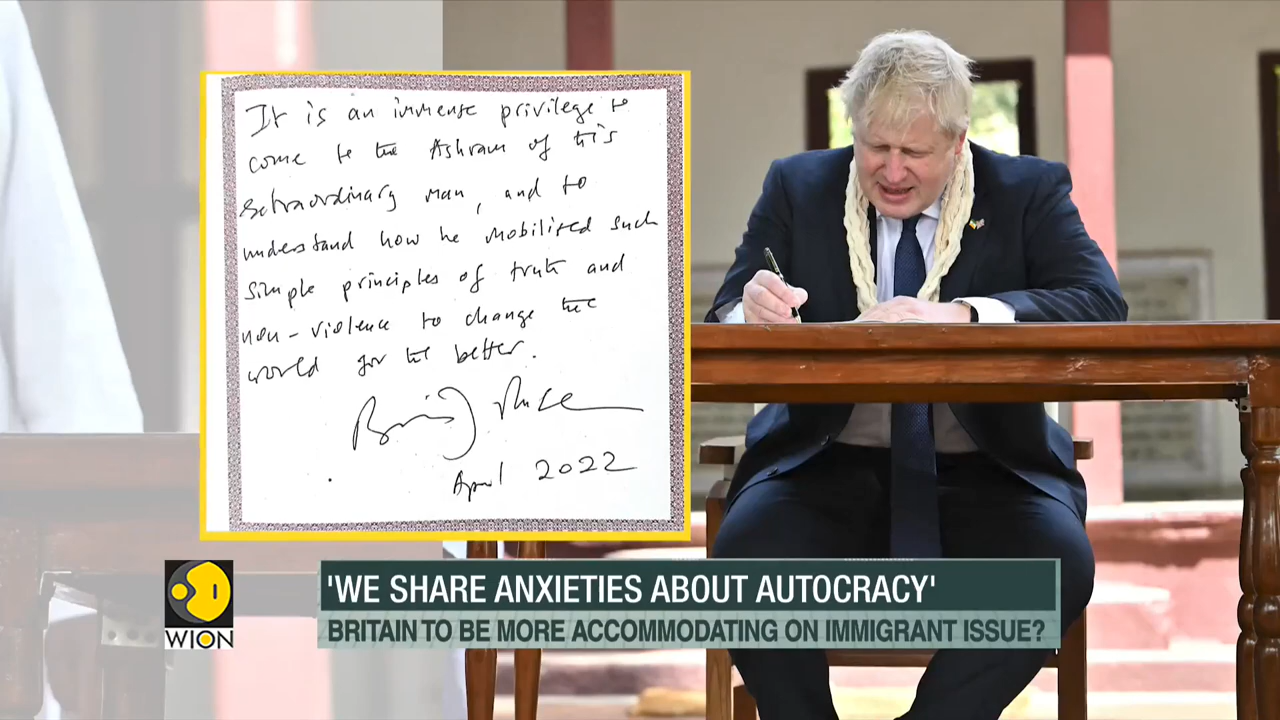 It is an immense privilege to
come to the Ashram of this
extraordinary man, and to
understand how he mobilised such
simple principles of truth and
non-violence to change the
world for the better.
April 2022
WION
'WE SHARE ANXIETIES ABOUT AUTOCRACY'
BRITAIN TO BE MORE ACCOMMODATING ON IMMIGRANT ISSUE?